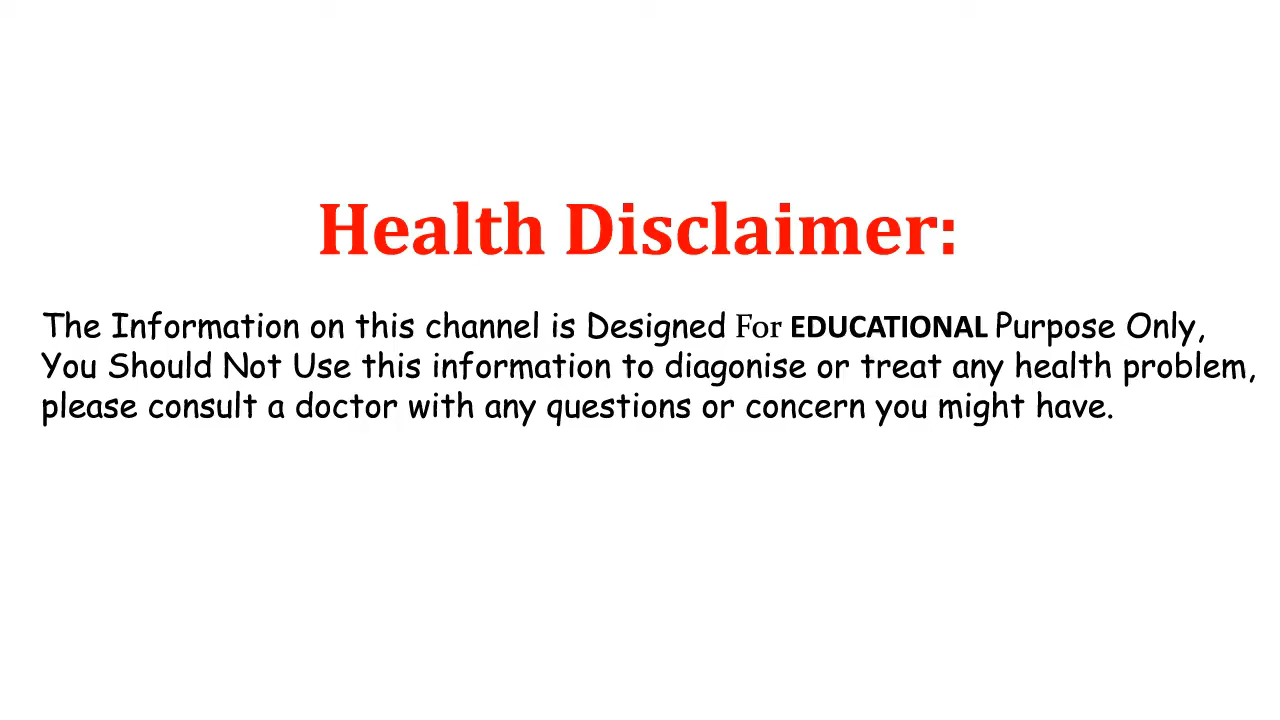 Health Disclaimer:
The Information on this channel is Designed For EDUCATIONAL Purpose Only,
You Should Not Use this information to diagonise or treat any health problem,
please consult a doctor with any questions or concern you might have.